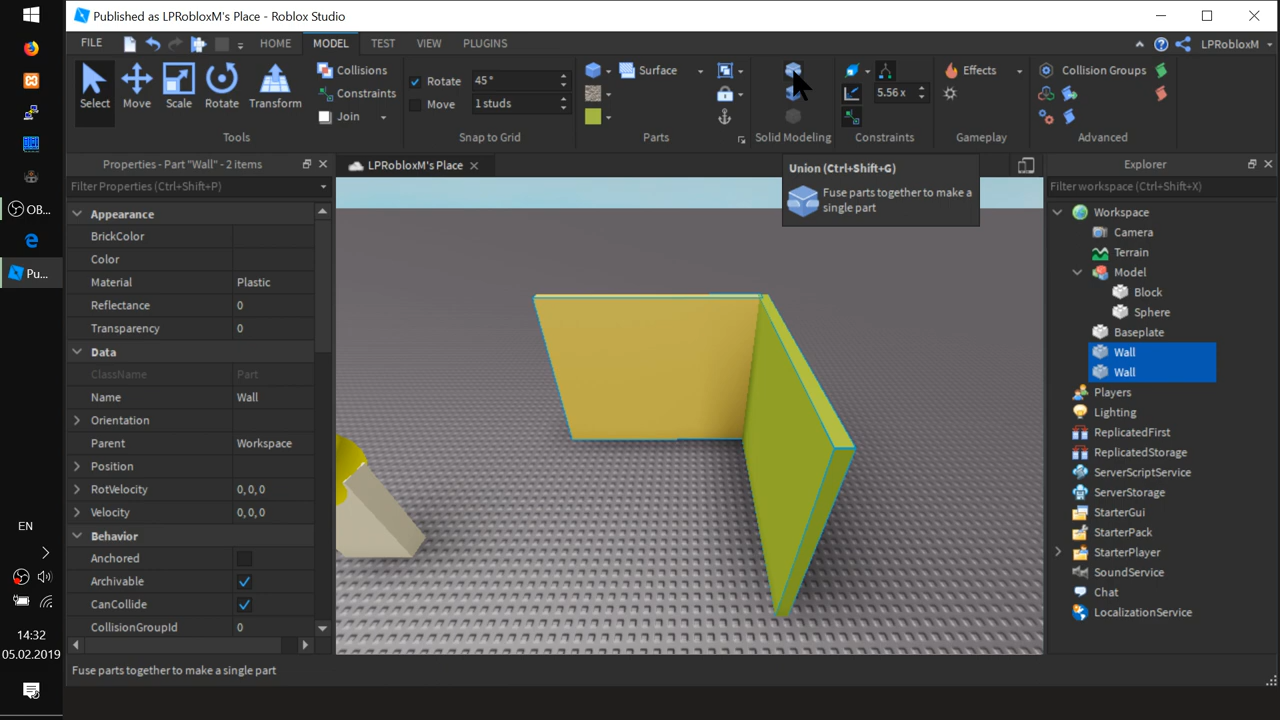 Published as LPRobloxM's Place - Roblox Studio
FILE
HOME
MODEL
TEST
VIEW
PLUGINS
LPRobloxM
Select
Move
Scale
Rotate
Transform
Collisions
Constraints
Join
Tools
Rotate
45°
Move
1 studs
Snap to Grid
Surface
Parts
Solid Modeling
5.56 x
Constraints
Effects
Gameplay
Collision Groups
Advanced
Properties - Part "Wall" - 2 items
LPRobloxM's Place
Explorer
Filter Properties (Ctrl+Shift+P)
Filter workspace (Ctrl+Shift+X)
Union (Ctrl+Shift+G)
Fuse parts together to make a
single part
Appearance
BrickColor
Color
Material Plastic
Reflectance 0
Transparency 0
Data
ClassName Part
Name Wall
Orientation
Parent Workspace
Position
RotVelocity 0, 0, 0
Velocity 0, 0, 0
Behavior
Anchored
Archivable
CanCollide
CollisionGroupId 0
Workspace
Camera
Terrain
Model
Block
Sphere
Baseplate
Wall
Wall
Players
Lighting
ReplicatedFirst
ReplicatedStorage
ServerScriptService
ServerStorage
StarterGui
StarterPack
StarterPlayer
SoundService
Chat
LocalizationService
OB...
Pu...
EN
14:32
05.02.2019
Fuse parts together to make a single part